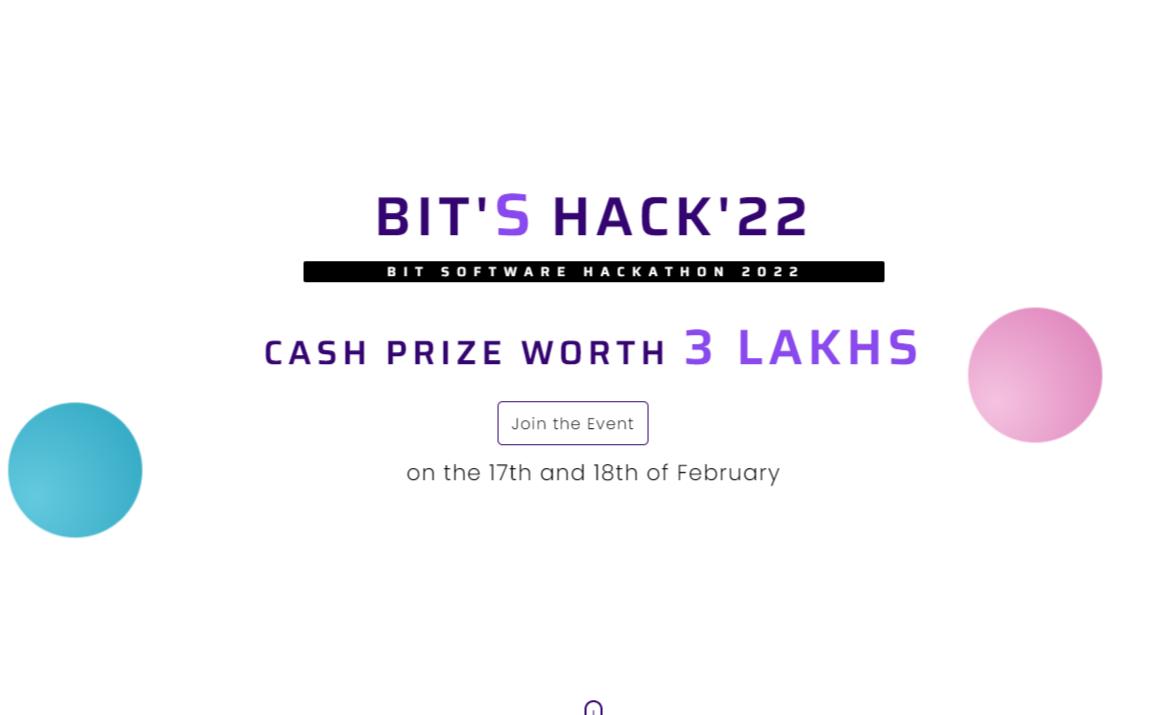 BIT'S HACK'22
BIT SOFTWARE HACKATHON 2022
CASH PRIZE WORTH 3 LAKHS
Join the Event
on the 17th and 18th of February